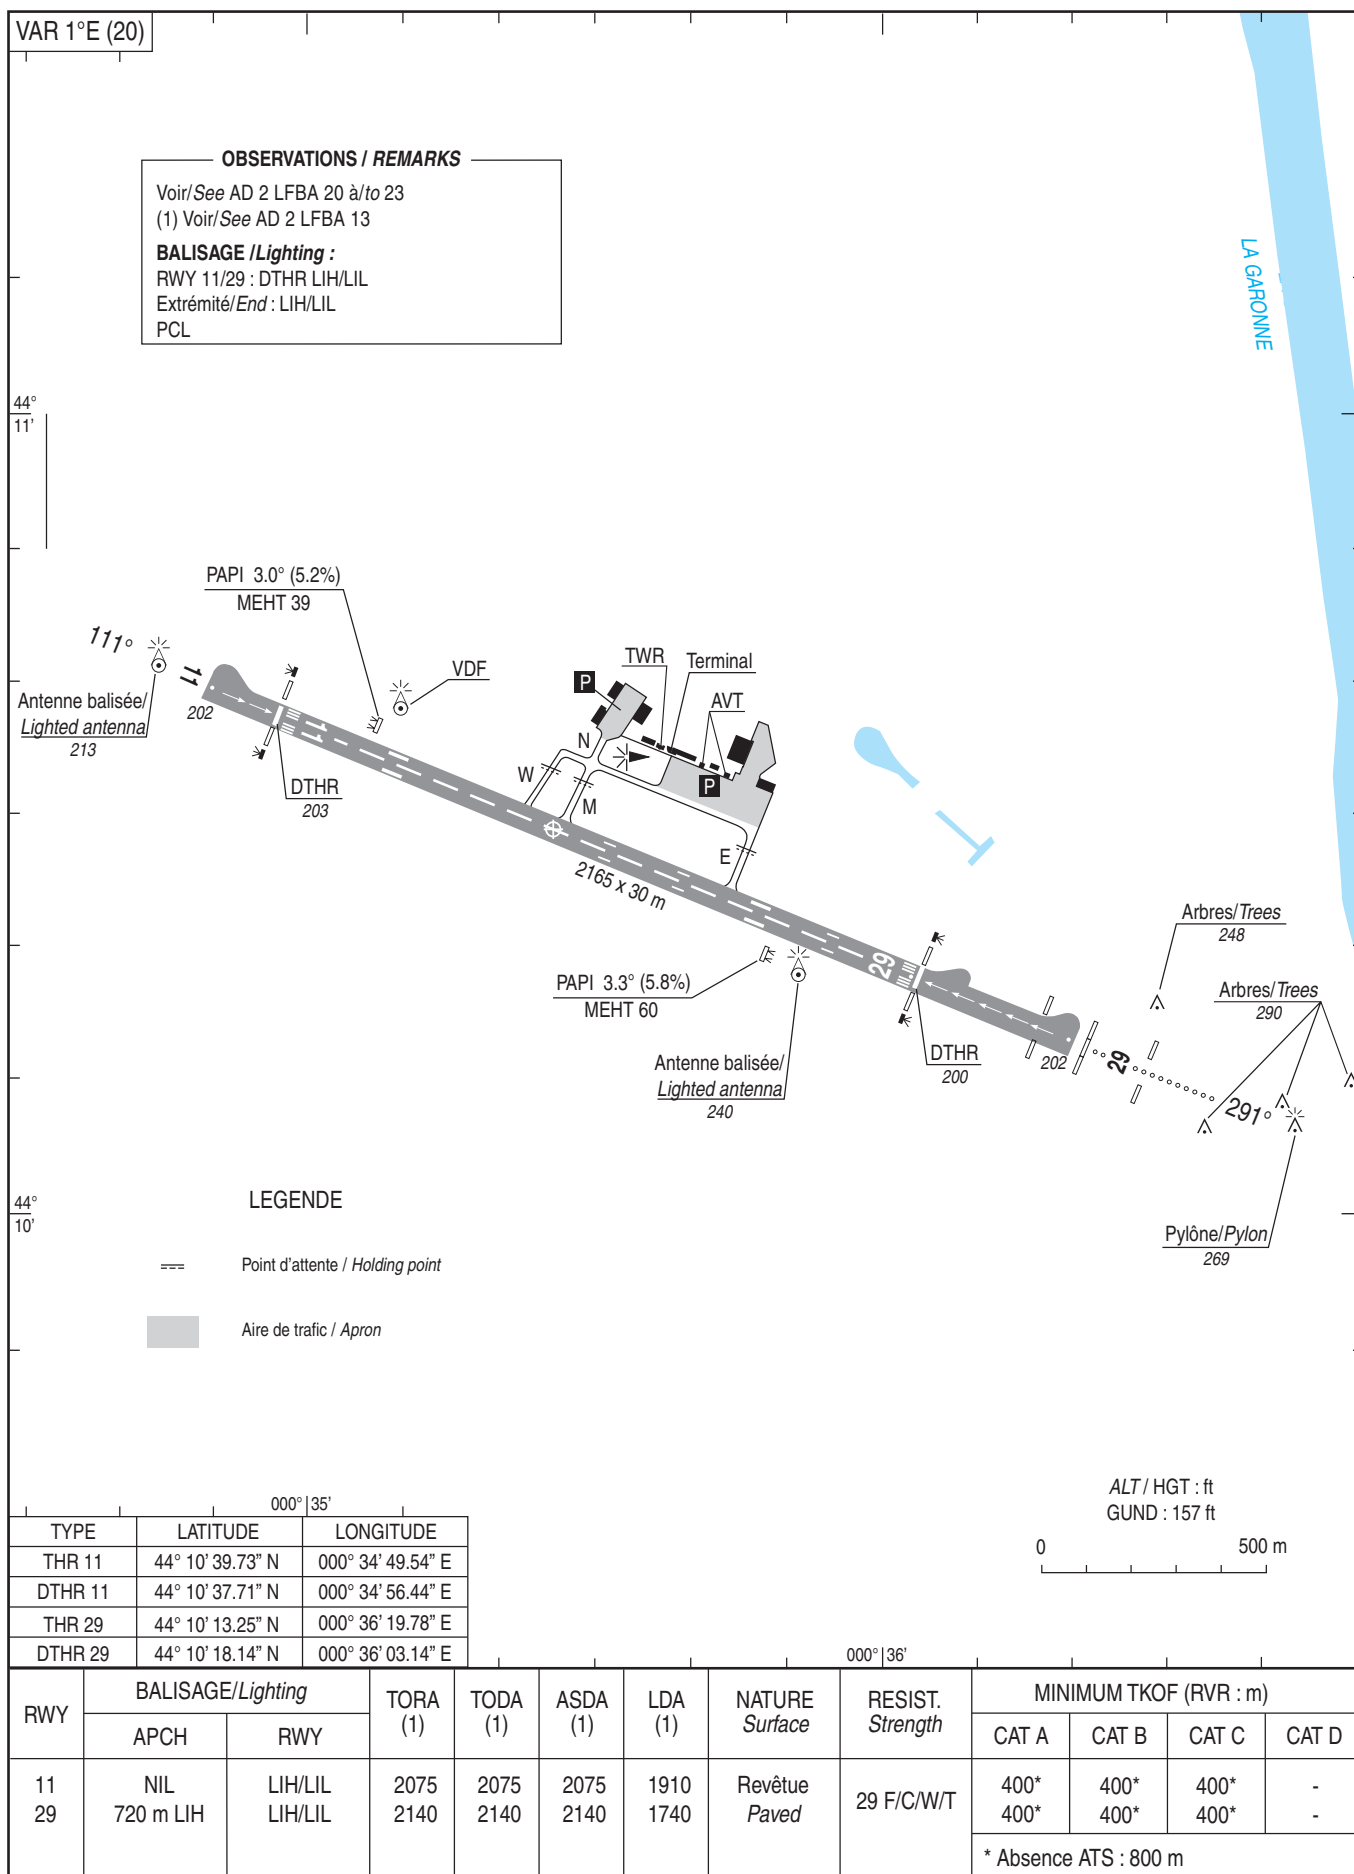 VAR 1°E (20)
OBSERVATIONS / REMARKS
Voir/See AD 2 LFBA 20 à/to 23
(1) Voir/See AD 2 LFBA 13
BALISAGE /Lighting :
RWY 11/29 : DTHR LIH/LIL
Extrémité/End : LIH/LIL
PCL
LA GARONNE
44°
11’
PAPI 3.0° (5.2%)
MEHT 39
111°
11
202
Antenne balisée/
Lighted antenna
213
VDF
DTHR
203
TWR
Terminal
AVT
P
P
N
W
M
E
2165 x 30 m
PAPI 3.3° (5.8%)
MEHT 60
Antenne balisée/
Lighted antenna
240
29
DTHR
200
202
29
291°
Arbres/Trees
248
Arbres/Trees
290
Pylône/Pylon
269
44°
10’
LEGENDE
Point d’attente / Holding point
Aire de trafic / Apron
ALT / HGT : ft
GUND : 157 ft
0 500 m
000° 35’
TYPE LATITUDE LONGITUDE
THR 11 44° 10’ 39.73” N 000° 34’ 49.54” E
DTHR 11 44° 10’ 37.71” N 000° 34’ 56.44” E
THR 29 44° 10’ 13.25” N 000° 36’ 19.78” E
DTHR 29 44° 10’ 18.14” N 000° 36’ 03.14” E
000° 36’
RWY BALISAGE/Lighting TORA (1) TODA (1) ASDA (1) LDA (1) NATURE Surface RESIST. Strength MINIMUM TKOF (RVR : m)
APCH RWY CAT A CAT B CAT C CAT D
11 NIL LIH/LIL 2075 2075 2075 1910 Revêtue 29 F/C/W/T 400* 400* 400* -
29 720 m LIH LIH/LIL 2140 2140 2140 1740 Paved 400* 400* 400* -
* Absence ATS : 800 m